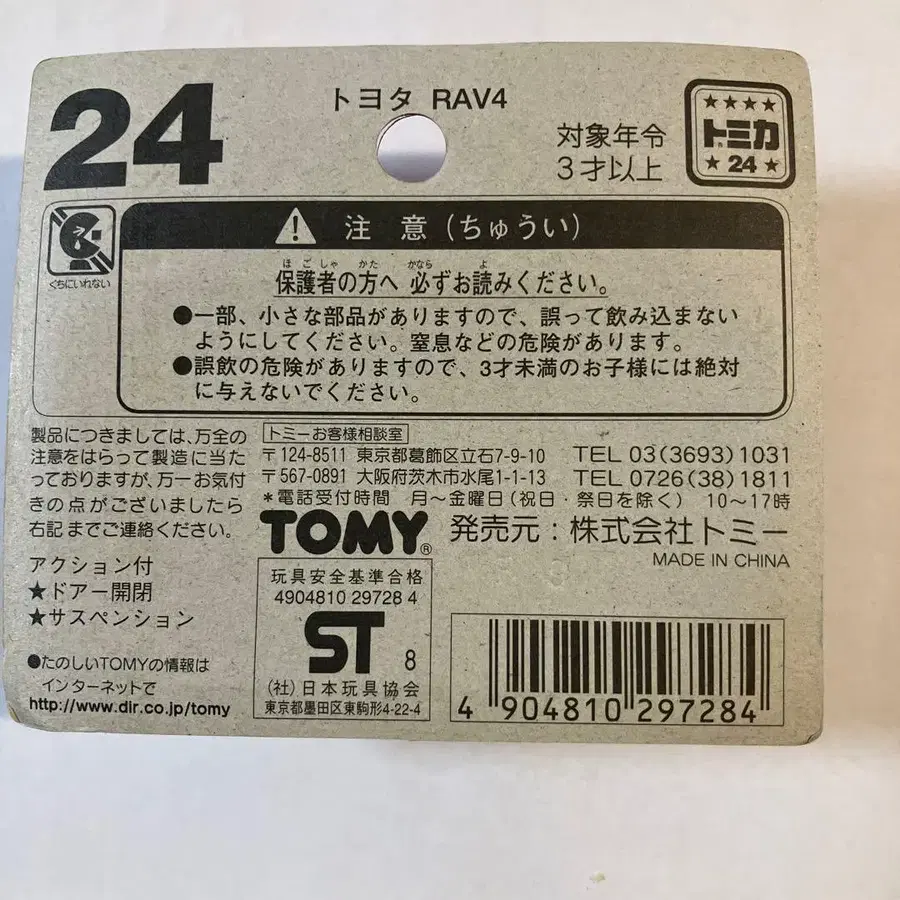 24
トヨタ RAV4
対象年令
3才以上
★★★★
トミカ
★24★
くちにいれない
注 意(ちゅうい)
ほごしゃ かた かなら よ
保護者の方へ 必ずお読みください。
●一部、小さな部品がありますので、誤って飲み込まない
ようにしてください。窒息などの危険があります。
●誤飲の危険がありますので、3才未満のお子様には絶対
に与えないでください。
製品につきましては、万全の
注意をはらって製造に当た
っておりますが、万一お気付
きの点がございましたら
右記までご連絡ください。
トミーお客様相談室
〒124-8511 東京都葛飾区立石7-9-10 TEL 03(3693)1031
〒567-0891 大阪府茨木市水尾1-1-13 TEL 0726(38)1811
*電話受付時間 月〜金曜日(祝日・祭日を除く) 10〜17時
TOMY® 発売元:株式会社トミー
MADE IN CHINA
アクション付
★ドアー開閉
★サスペンション
●たのしいTOMYの情報は
インターネットで
http://www.dir.co.jp/tomy
玩具安全基準合格
4904810 29728 4
ST 8
(社)日本玩具協会
東京都墨田区東駒形4-22-4
4 904810 297284